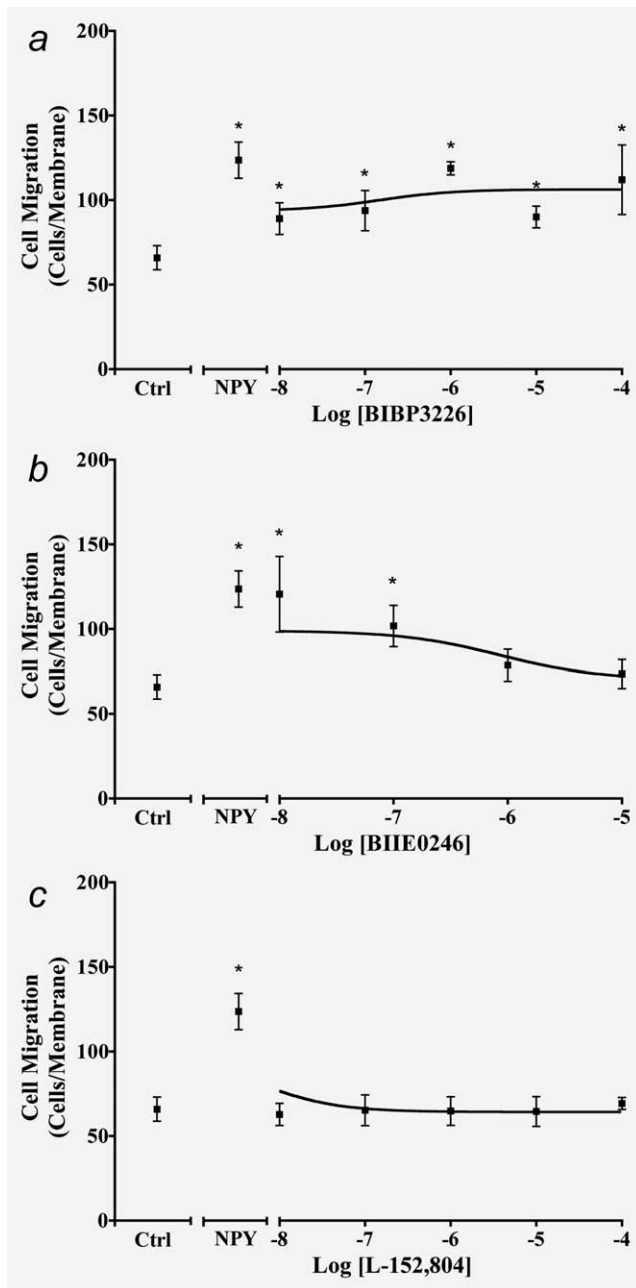 a
Cell Migration
(Cells/Membrane)
200
150
100
50
0
* * * * * *
Ctrl NPY -8 -7 -6 -5 -4
Log [BIBP3226]
b
Cell Migration
(Cells/Membrane)
200
150
100
50
0
* * *
Ctrl NPY -8 -7 -6 -5
Log [BIIE0246]
c
Cell Migration
(Cells/Membrane)
200
150
100
50
0
*
Ctrl NPY -8 -7 -6 -5 -4
Log [L-152,804]